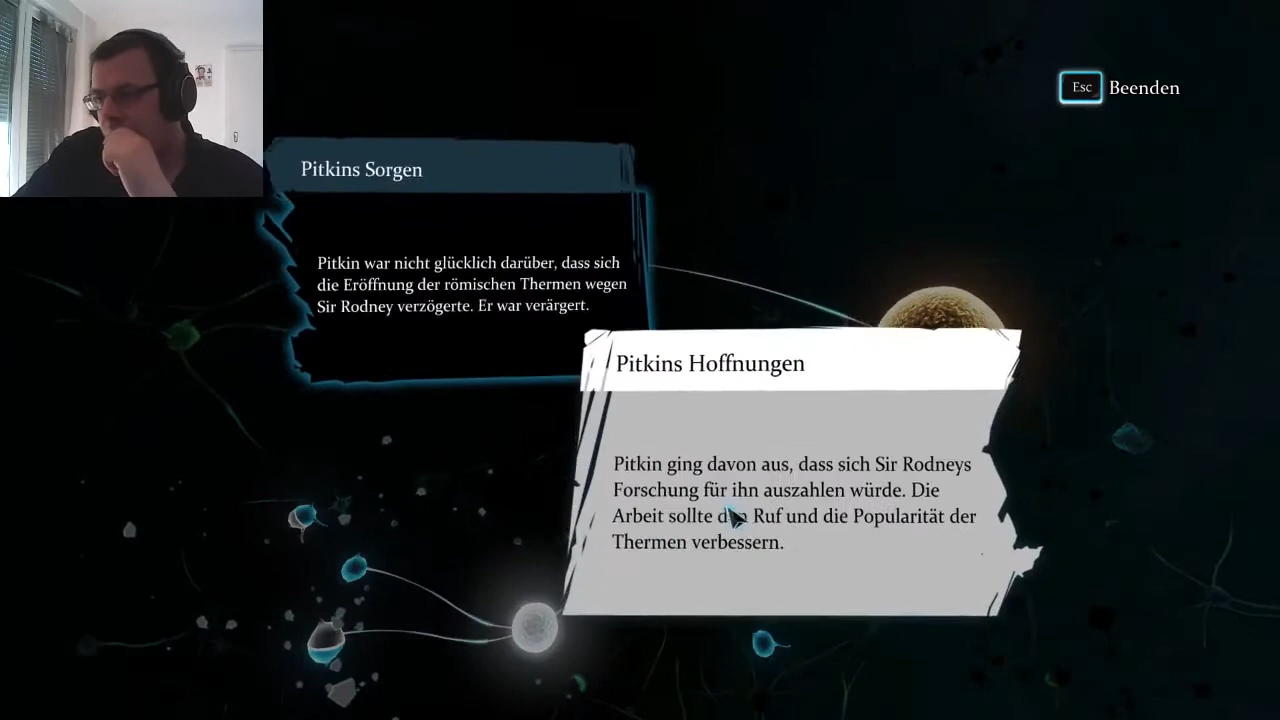 Esc Beenden
Pitkins Sorgen
Pitkin war nicht glücklich darüber, dass sich
die Eröffnung der römischen Thermen wegen
Sir Rodney verzögerte. Er war verärgert.
Pitkins Hoffnungen
Pitkin ging davon aus, dass sich Sir Rodneys
Forschung für ihn auszahlen würde. Die
Arbeit sollte den Ruf und die Popularität der
Thermen verbessern.